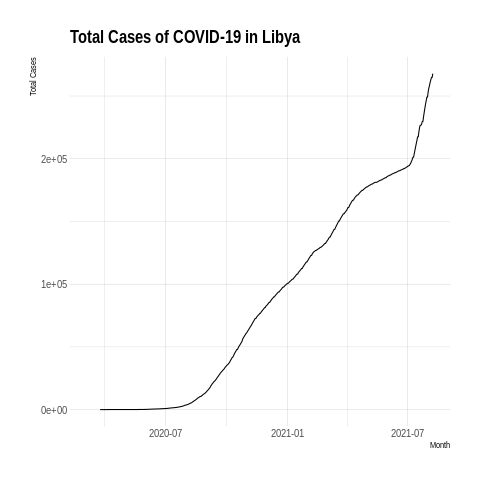 Total Cases of COVID-19 in Libya
Total Cases
2e+05
1e+05
0e+00
2020-07 2021-01 2021-07
Month